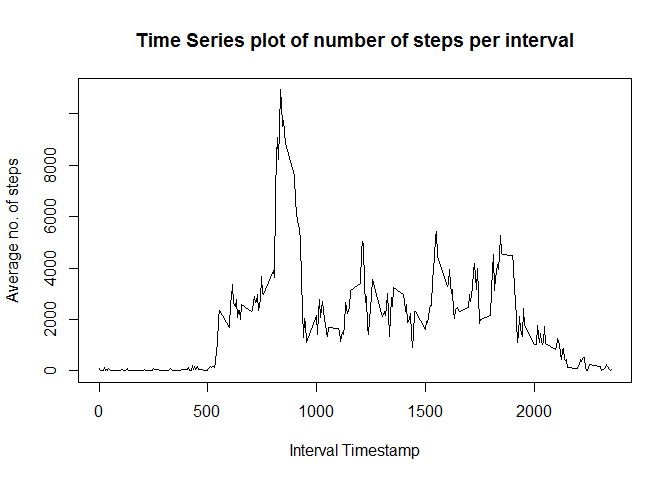 Time Series plot of number of steps per interval
Average no. of steps
8000
6000
4000
2000
0
0 500 1000 1500 2000
Interval Timestamp